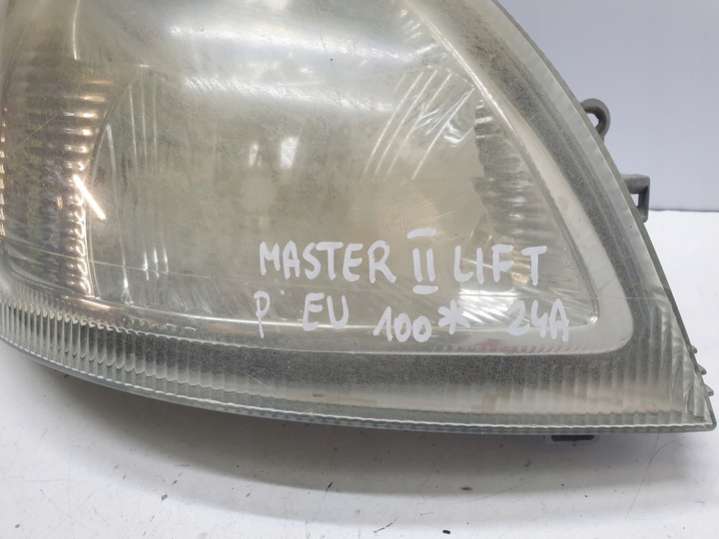 MASTER II LIFT
P EU 100* 24A